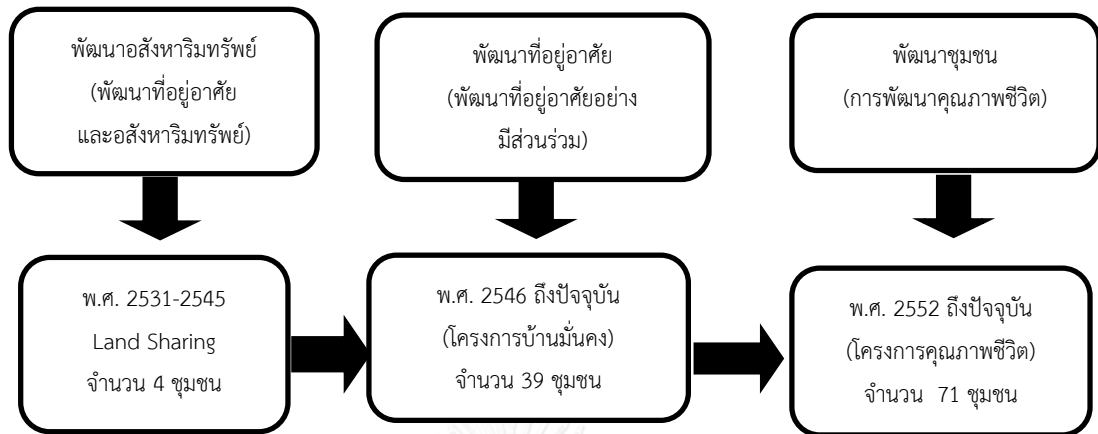 พัฒนาอสังหาริมทรัพย์
(พัฒนาที่อยู่อาศัย
และอสังหาริมทรัพย์)
พัฒนาที่อยู่อาศัย
(พัฒนาที่อยู่อาศัยอย่าง
มีส่วนร่วม)
พัฒนาชุมชน
(การพัฒนาคุณภาพชีวิต)
พ.ศ. 2531-2545
Land Sharing
จำนวน 4 ชุมชน
พ.ศ. 2546 ถึงปัจจุบัน
(โครงการบ้านมั่นคง)
จำนวน 39 ชุมชน
พ.ศ. 2552 ถึงปัจจุบัน
(โครงการคุณภาพชีวิต)
จำนวน 71 ชุมชน